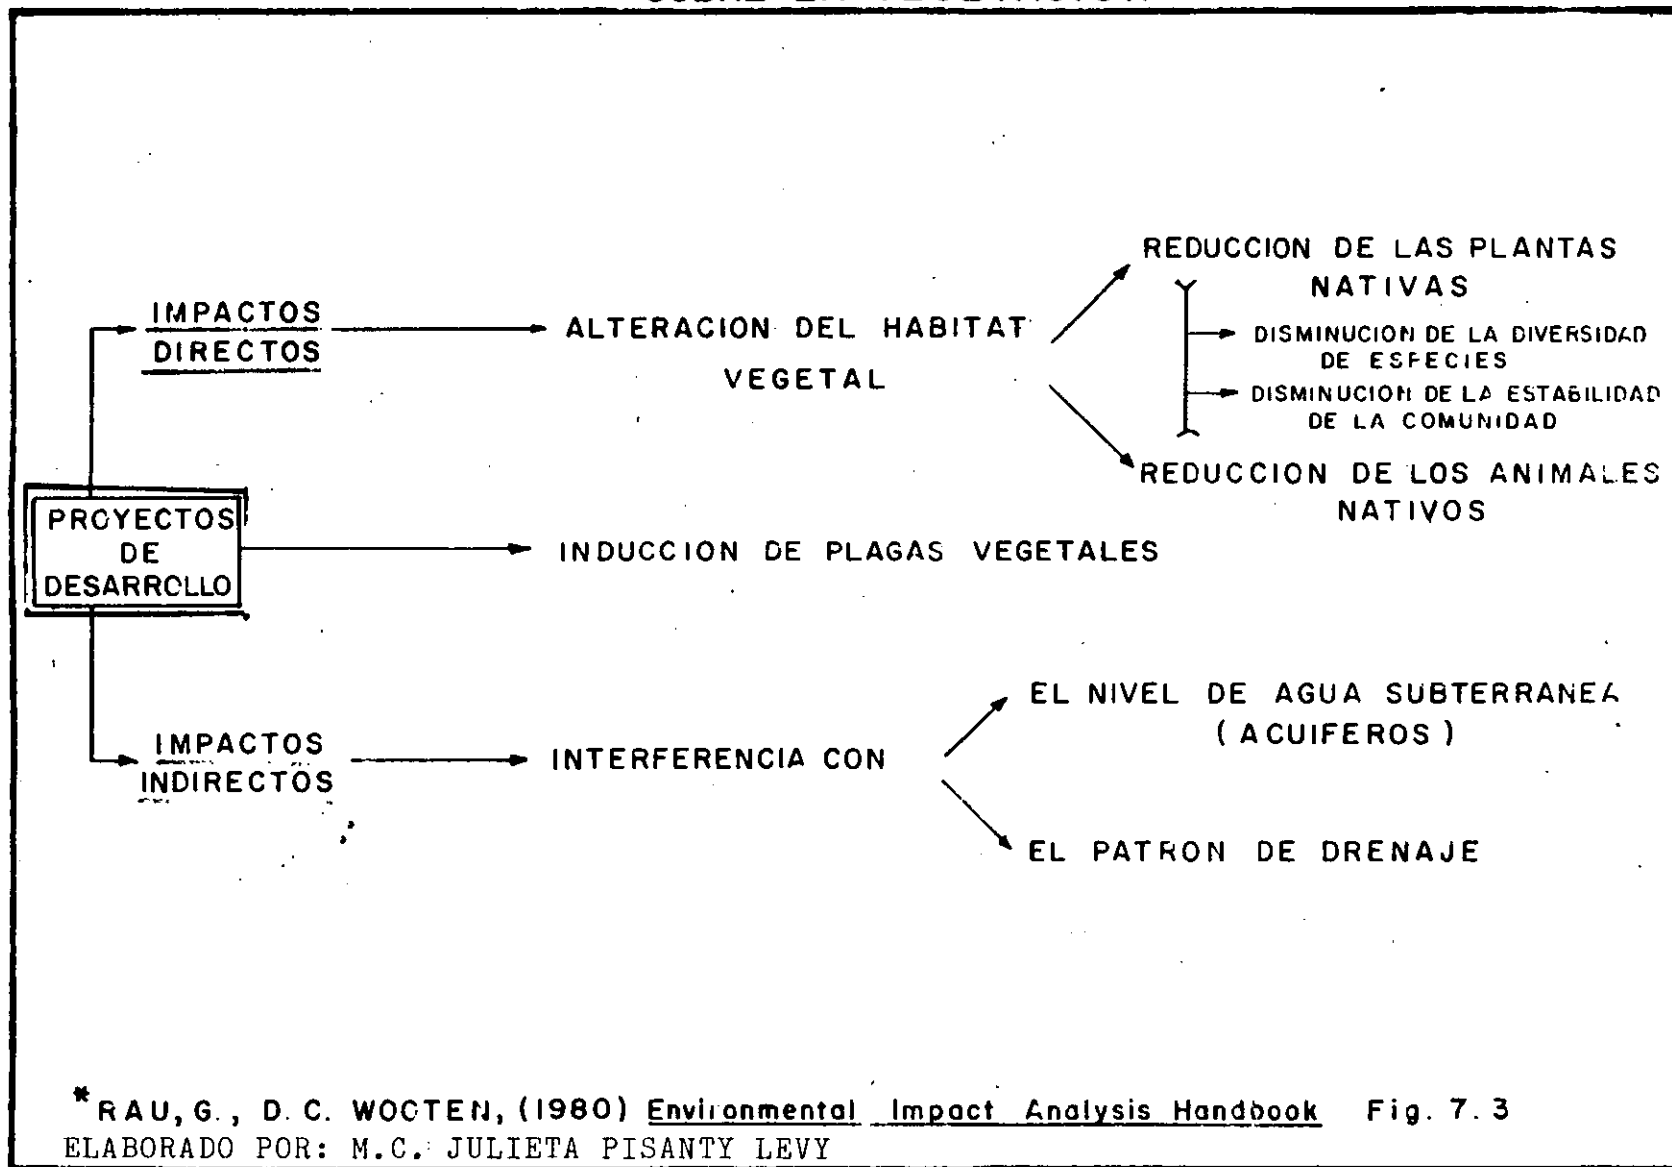 IMPACTOS
DIRECTOS
ALTERACION DEL HABITAT
VEGETAL
REDUCCION DE LAS PLANTAS
NATIVAS
DISMINUCION DE LA DIVERSIDAD
DE ESPECIES
DISMINUCION DE LA ESTABILIDAD
DE LA COMUNIDAD
REDUCCION DE LOS ANIMALES
NATIVOS
PROYECTOS
DE
DESARROLLO
INDUCCION DE PLAGAS VEGETALES
IMPACTOS
INDIRECTOS
INTERFERENCIA CON
EL NIVEL DE AGUA SUBTERRANEA
( ACUIFEROS )
EL PATRON DE DRENAJE
*RAU, G., D. C. WOOTEN, (1980) Environmental Impact Analysis Handbook Fig. 7.3
ELABORADO POR: M.C. JULIETA PISANTY LEVY